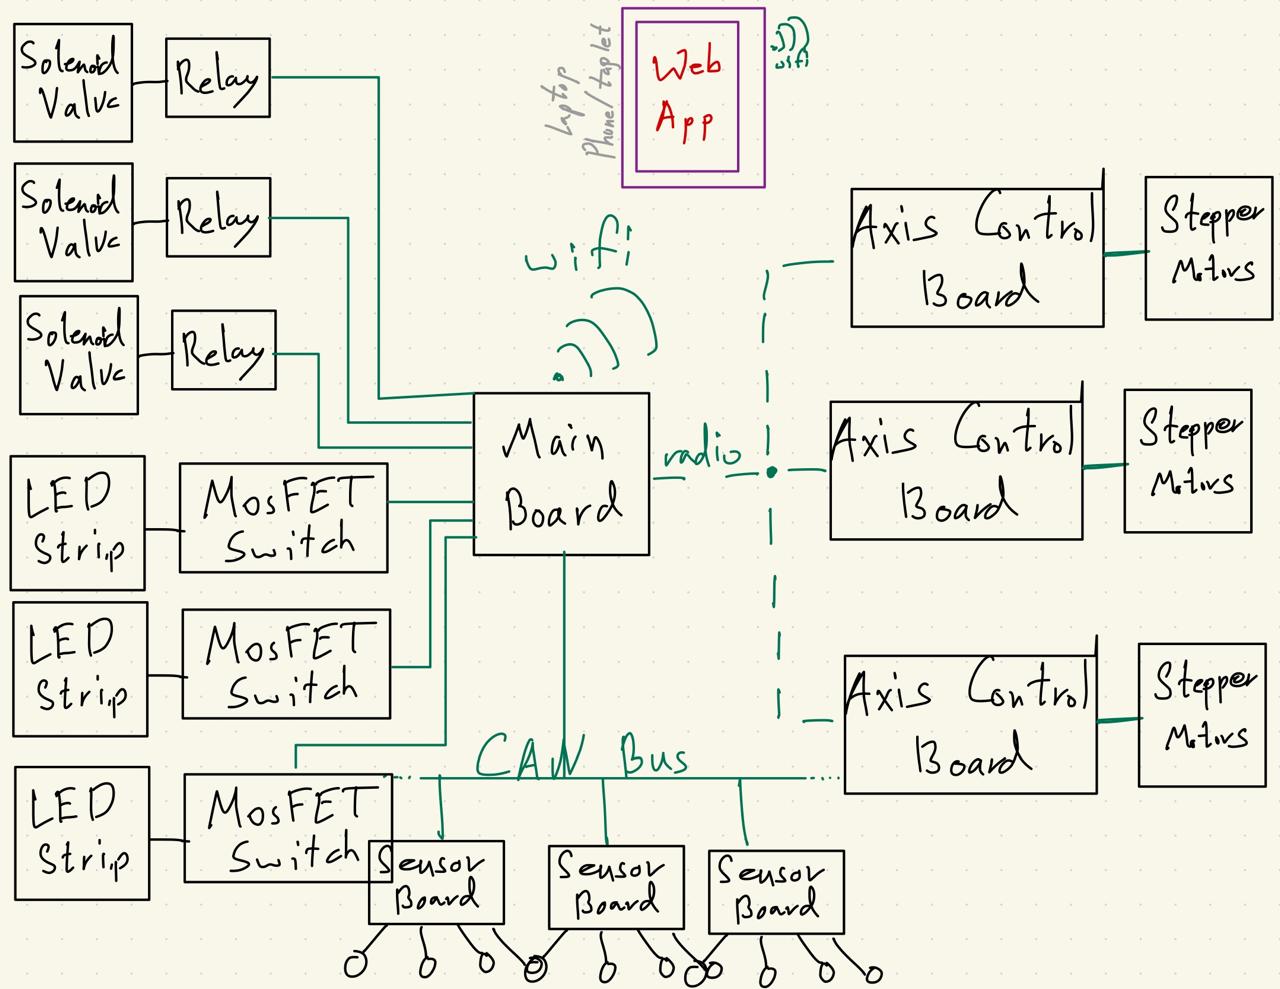 Solenoid
Valve
Relay
Solenoid
Valve
Relay
Solenoid
Valve
Relay
LED
Strip
MosFET
Switch
LED
Strip
MosFET
Switch
LED
Strip
MosFET
Switch
Laptop
Phone/taplet
Web
App
wifi
wifi
Main
Board
radio
CAN Bus
Sensor
Board
Sensor
Board
Sensor
Board
Axis Control
Board
Stepper
Motors
Axis Control
Board
Stepper
Motors
Axis Control
Board
Stepper
Motors